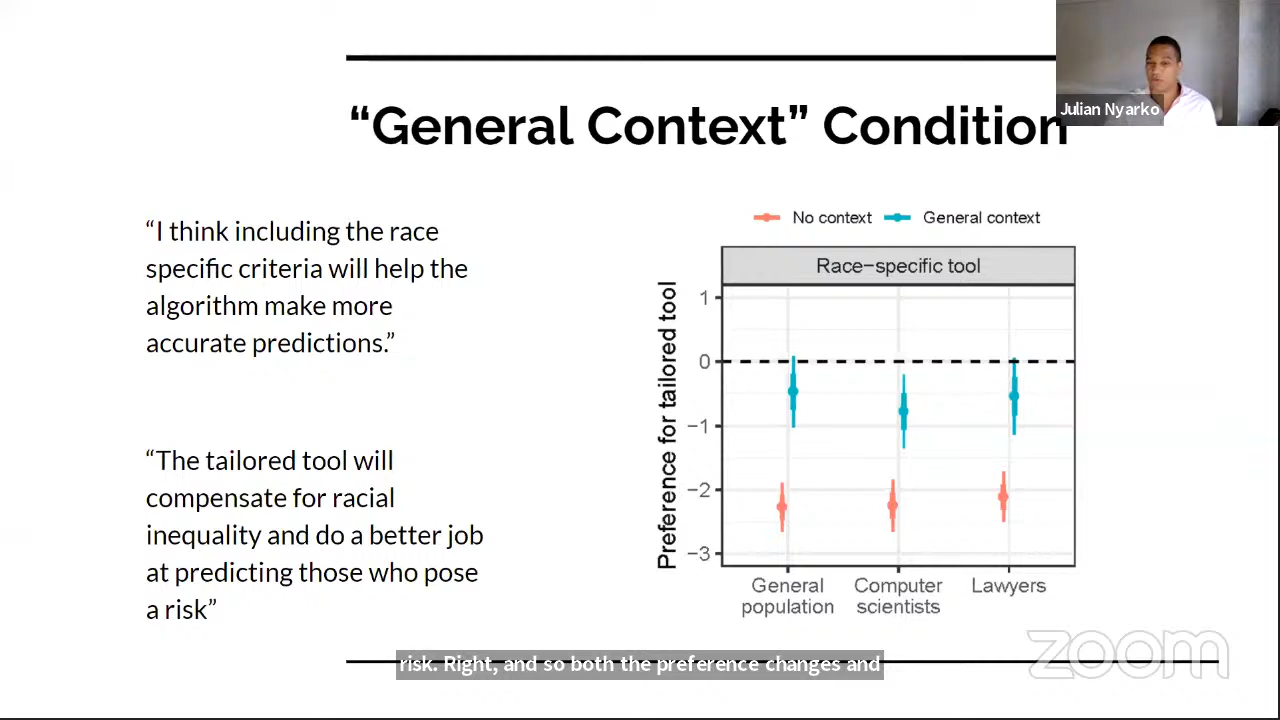 Julian Nyarko
“General Context” Condition
“I think including the race
specific criteria will help the
algorithm make more
accurate predictions.”
“The tailored tool will
compensate for racial
inequality and do a better job
at predicting those who pose
a risk”
No context
General context
Race−specific tool
Preference for tailored tool
1
0
−1
−2
−3
General
population
Computer
scientists
Lawyers
risk. Right, and so both the preference changes and
zoom